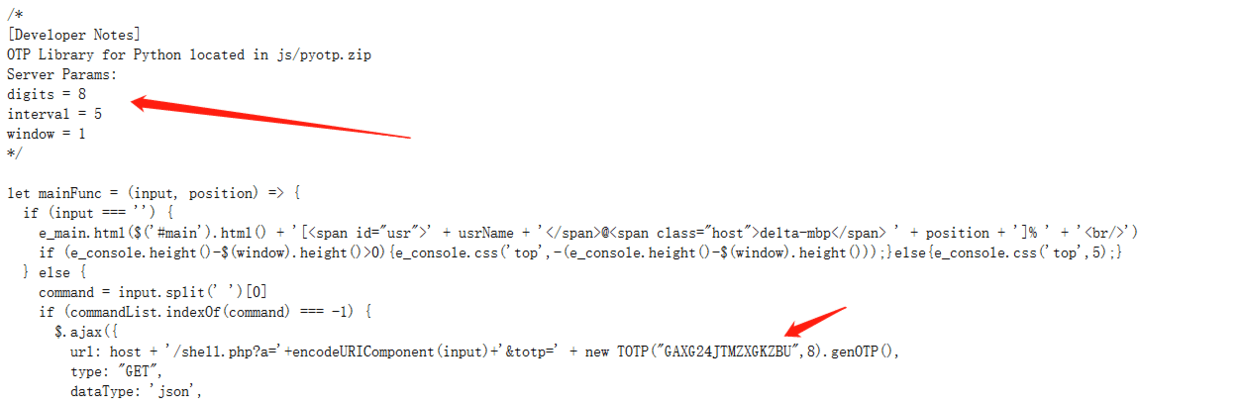 /*
[Developer Notes]
OTP Library for Python located in js/pyotp.zip
Server Params:
digits = 8
interval = 5
window = 1
*/
let mainFunc = (input, position) => {
  if (input === '') {
    e_main.html($('#main').html() + '[<span id="usr">' + usrName + '</span>@<span class="host">delta-mbp</span> ' + position + ']% ' + '<br/>')
    if (e_console.height()-$(window).height()>0){e_console.css('top',-(e_console.height()-$(window).height()));}else{e_console.css('top',5);}
  } else {
    command = input.split(' ')[0]
    if (commandList.indexOf(command) === -1) {
      $.ajax({
        url: host + '/shell.php?a='+encodeURIComponent(input)+'&totp=' + new TOTP("GAXG24JTMZXGKZBU",8).genOTP(),
        type: "GET",
        dataType: 'json',